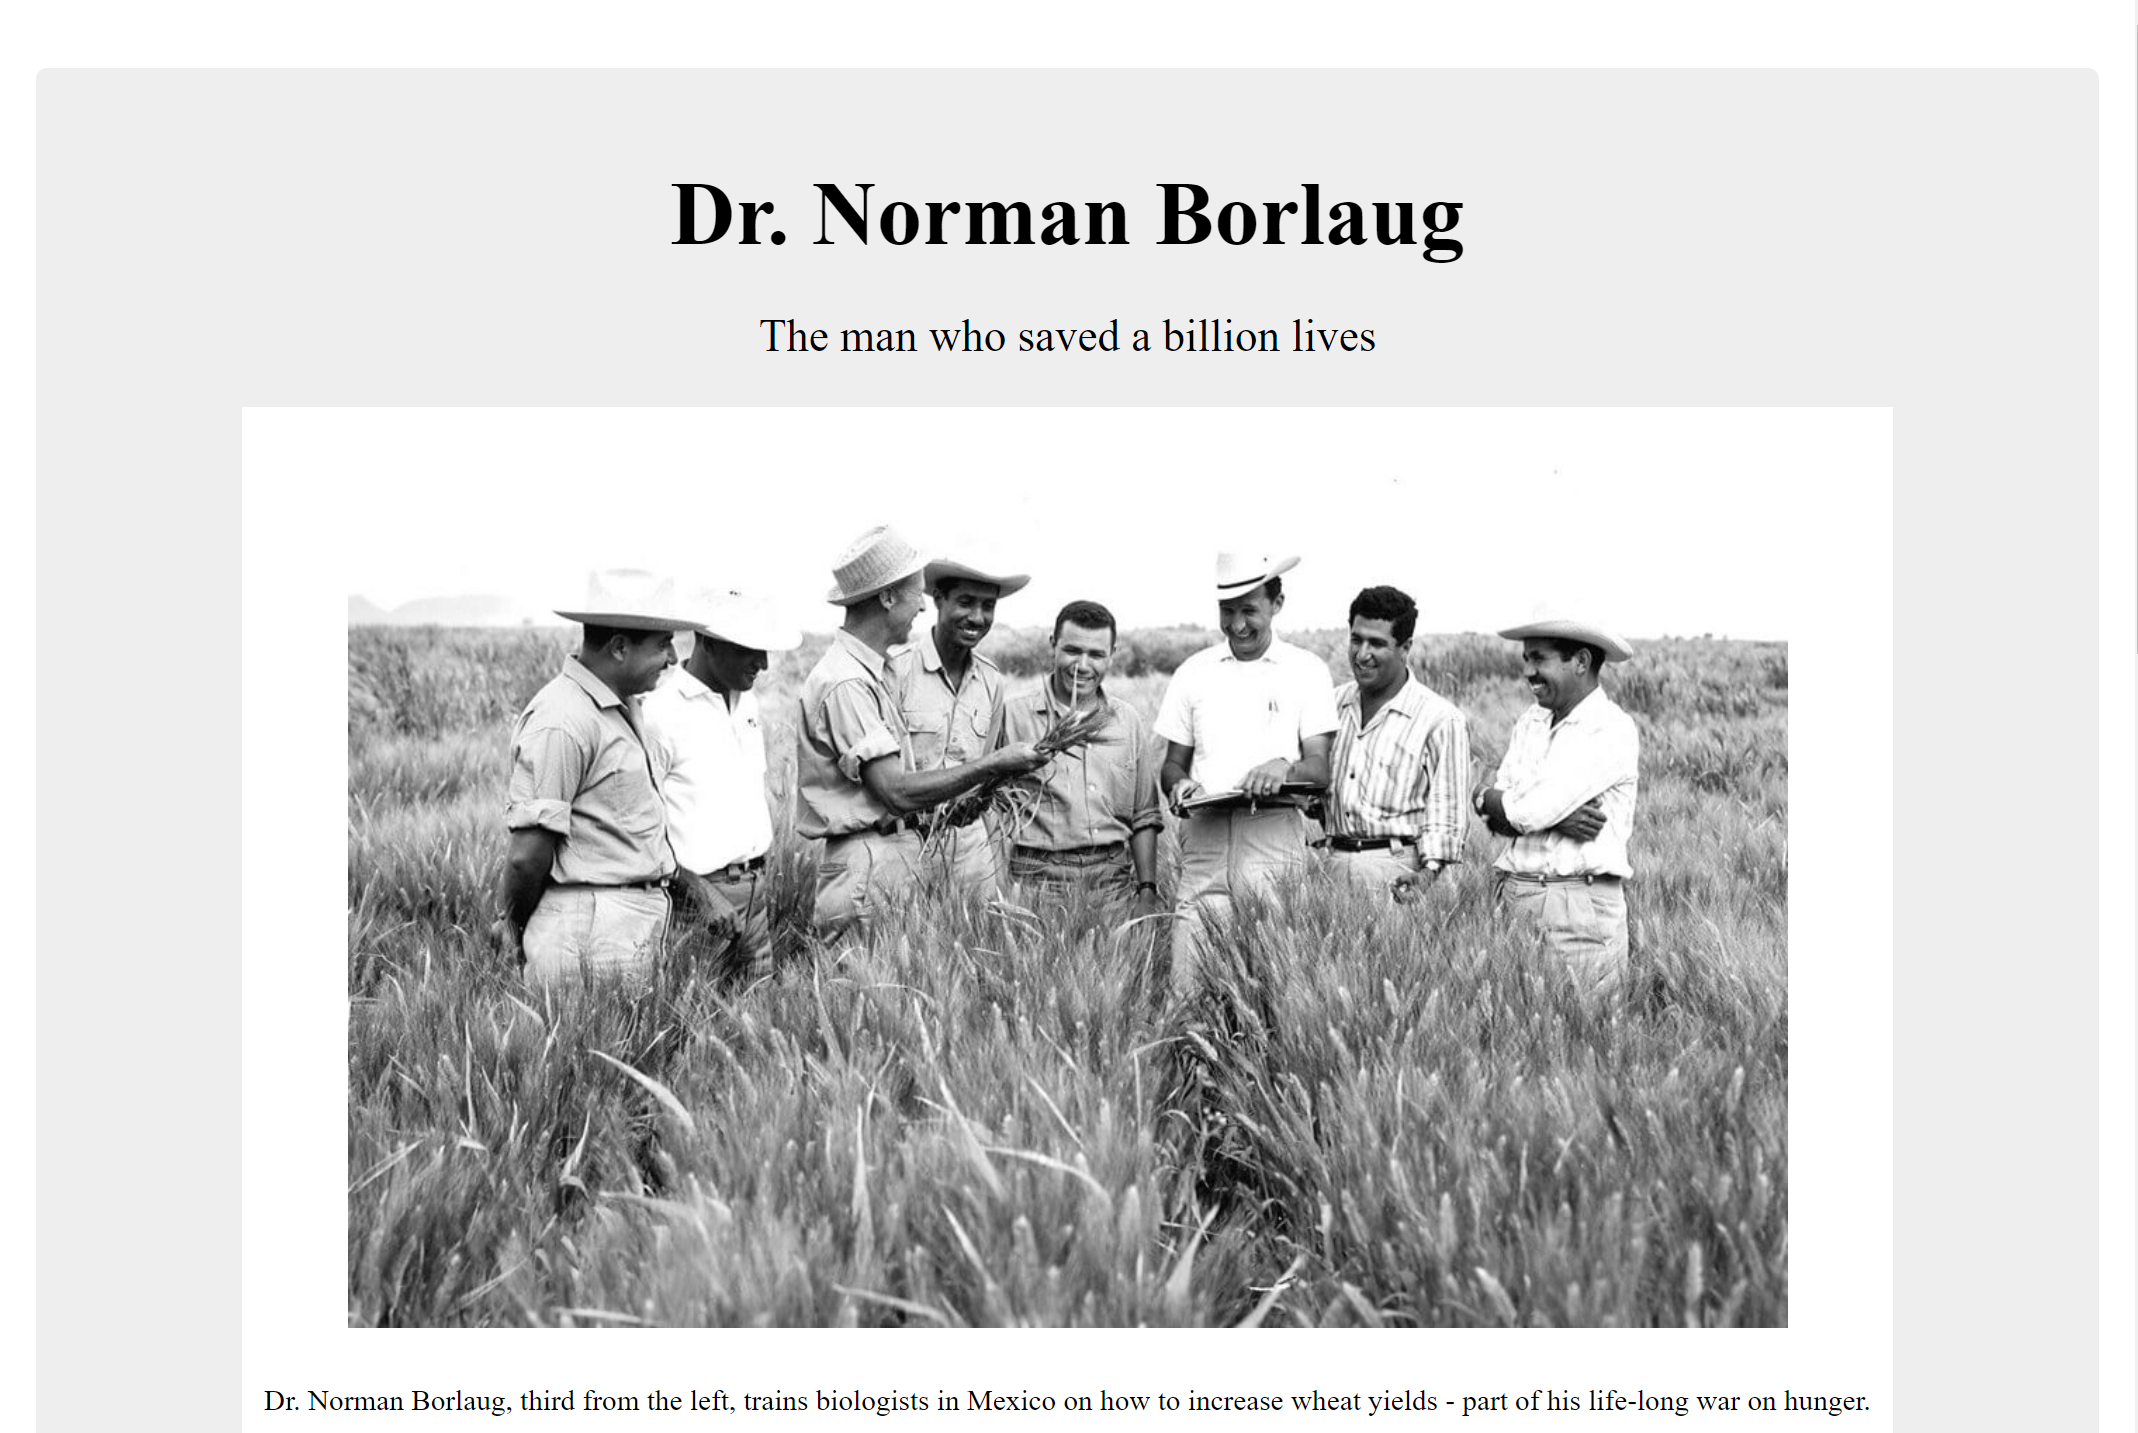 Dr. Norman Borlaug
The man who saved a billion lives
Dr. Norman Borlaug, third from the left, trains biologists in Mexico on how to increase wheat yields - part of his life-long war on hunger.